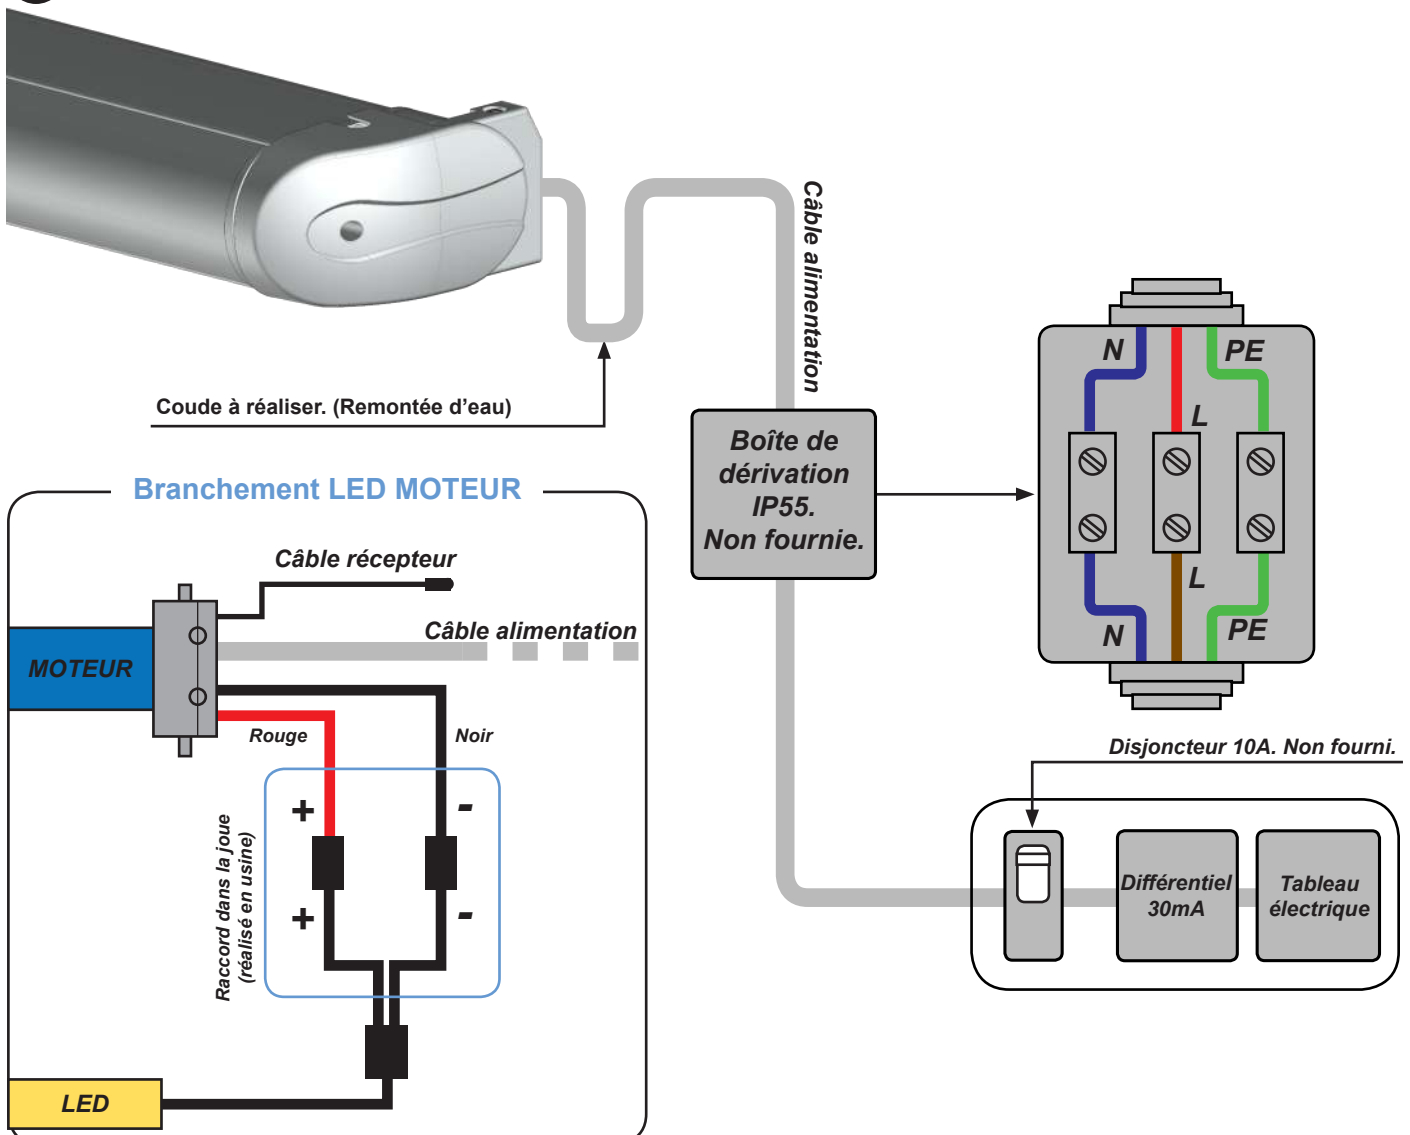 Câble alimentation
Coude à réaliser. (Remontée d'eau)
Boîte de
dérivation
IP55.
Non fournie.
N
PE
L
L
N
PE
Branchement LED MOTEUR
Câble récepteur
Câble alimentation
MOTEUR
Rouge
Noir
+
-
+
-
Raccord dans la joue
(réalisé en usine)
LED
Disjoncteur 10A. Non fourni.
Différentiel
30mA
Tableau
électrique